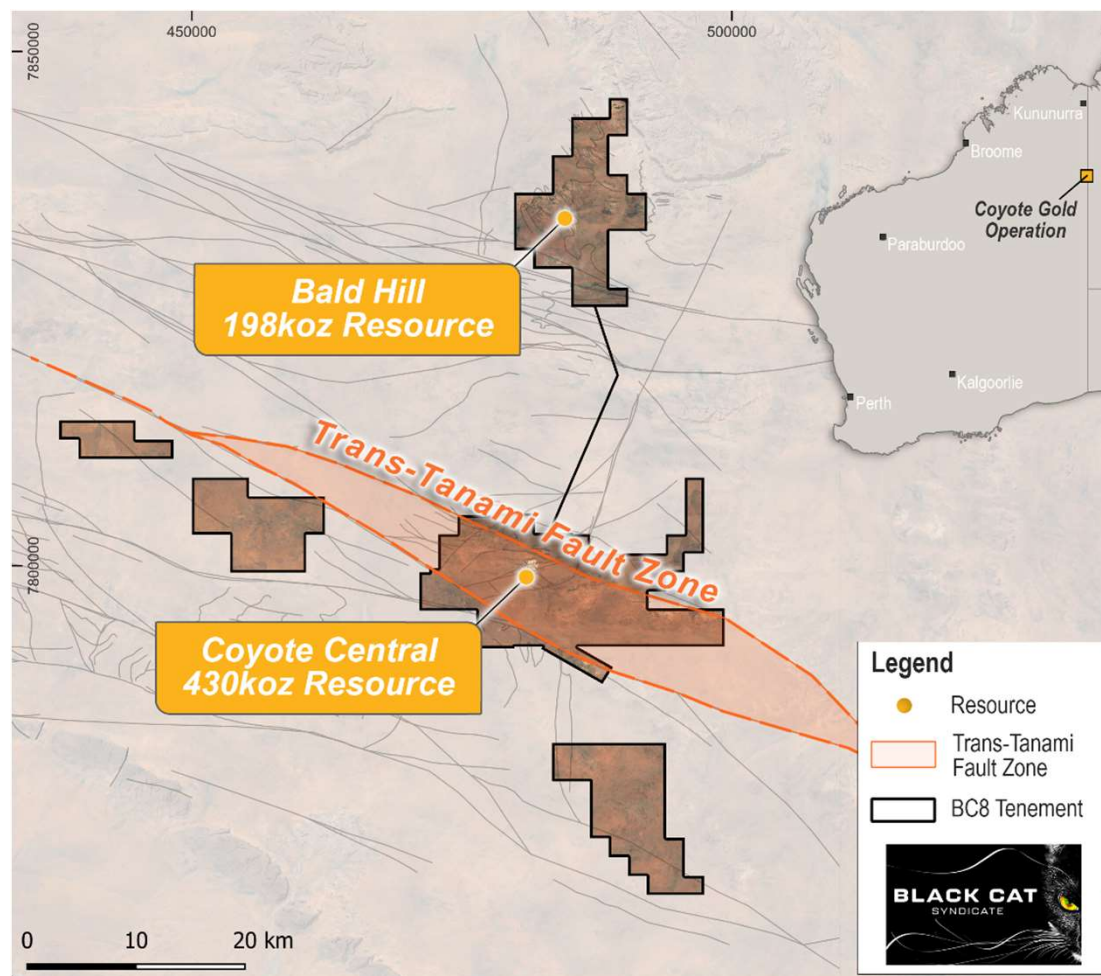 450000
500000
7850000
Kununurra
Broome
Coyote Gold
Operation
Paraburdoo
Bald Hill
198koz Resource
Kalgoorlie
Perth
Trans-Tanami Fault Zone
7800000
Coyote Central
430koz Resource
Legend
Resource
Trans-Tanami
Fault Zone
BC8 Tenement
BLACK CAT
SYNDICATE
0 10 20 km